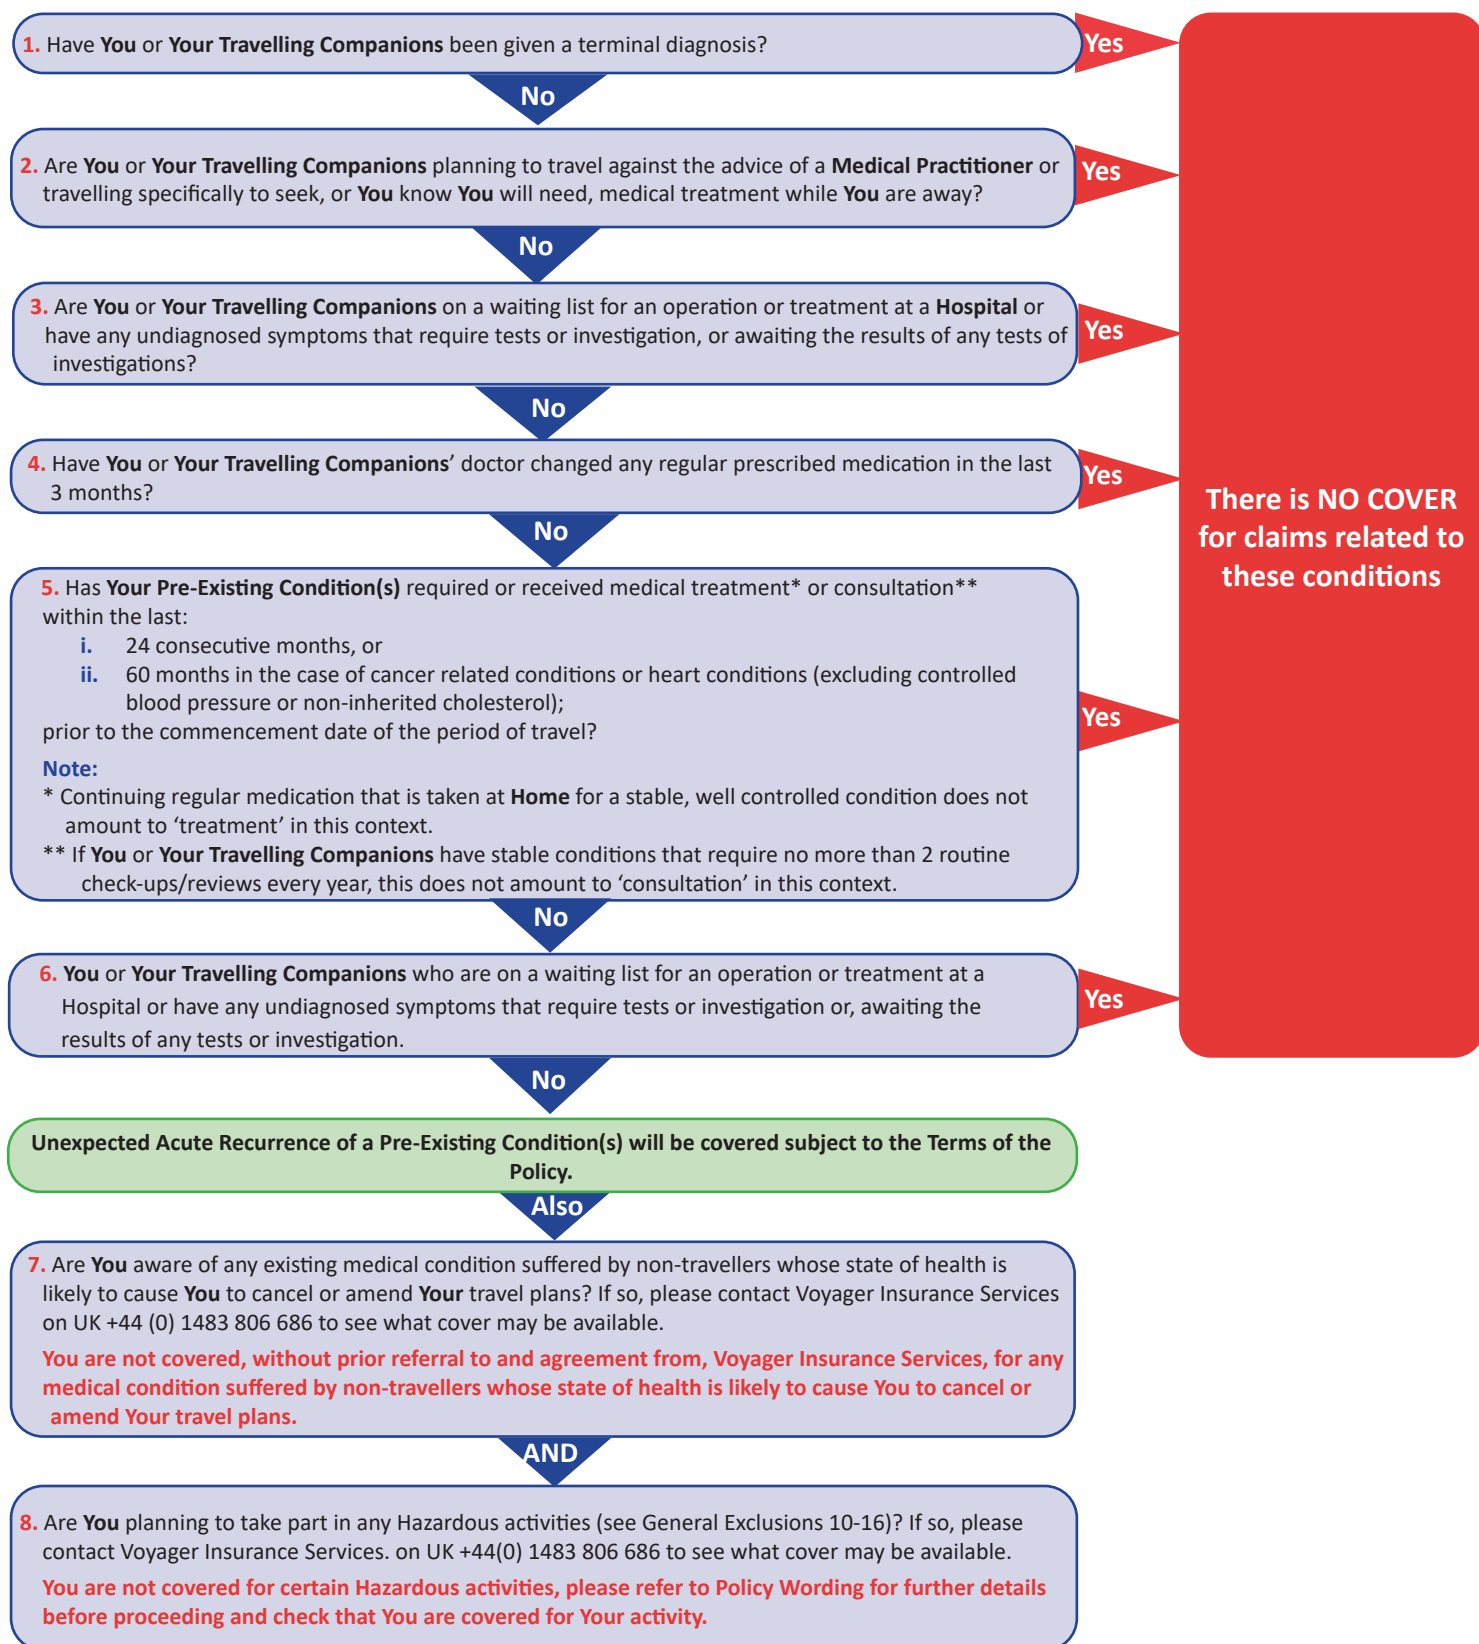 1. Have You or Your Travelling Companions been given a terminal diagnosis?
Yes
No
2. Are You or Your Travelling Companions planning to travel against the advice of a Medical Practitioner or
travelling specifically to seek, or You know You will need, medical treatment while You are away?
Yes
No
3. Are You or Your Travelling Companions on a waiting list for an operation or treatment at a Hospital or
have any undiagnosed symptoms that require tests or investigation, or awaiting the results of any tests of
investigations?
Yes
No
4. Have You or Your Travelling Companions’ doctor changed any regular prescribed medication in the last
3 months?
Yes
No
There is NO COVER
for claims related to
these conditions
5. Has Your Pre-Existing Condition(s) required or received medical treatment* or consultation**
within the last:
i. 24 consecutive months, or
ii. 60 months in the case of cancer related conditions or heart conditions (excluding controlled
blood pressure or non-inherited cholesterol);
prior to the commencement date of the period of travel?
Note:
* Continuing regular medication that is taken at Home for a stable, well controlled condition does not
amount to ‘treatment’ in this context.
** If You or Your Travelling Companions have stable conditions that require no more than 2 routine
check-ups/reviews every year, this does not amount to ‘consultation’ in this context.
Yes
No
6. You or Your Travelling Companions who are on a waiting list for an operation or treatment at a
Hospital or have any undiagnosed symptoms that require tests or investigation or, awaiting the
results of any tests or investigation.
Yes
No
Unexpected Acute Recurrence of a Pre-Existing Condition(s) will be covered subject to the Terms of the
Policy.
Also
7. Are You aware of any existing medical condition suffered by non-travellers whose state of health is
likely to cause You to cancel or amend Your travel plans? If so, please contact Voyager Insurance Services
on UK +44 (0) 1483 806 686 to see what cover may be available.
You are not covered, without prior referral to and agreement from, Voyager Insurance Services, for any
medical condition suffered by non-travellers whose state of health is likely to cause You to cancel or
amend Your travel plans.
AND
8. Are You planning to take part in any Hazardous activities (see General Exclusions 10-16)? If so, please
contact Voyager Insurance Services. on UK +44(0) 1483 806 686 to see what cover may be available.
You are not covered for certain Hazardous activities, please refer to Policy Wording for further details
before proceeding and check that You are covered for Your activity.